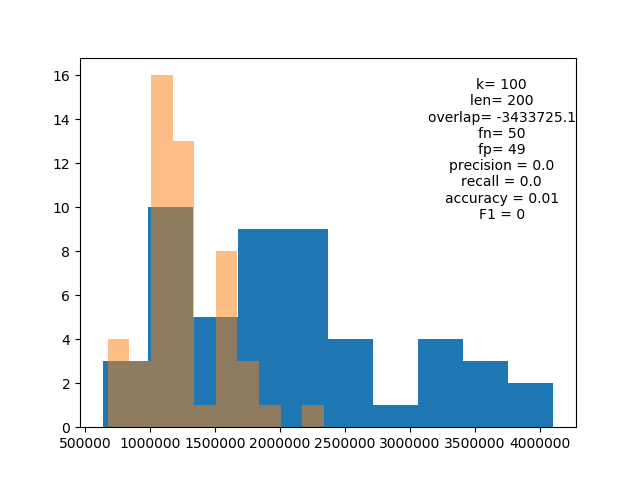 16
14
12
10
8
6
4
2
0
k= 100
len= 200
overlap= -3433725.1
fn= 50
fp= 49
precision = 0.0
recall = 0.0
accuracy = 0.01
F1 = 0
500000 1000000 1500000 2000000 2500000 3000000 3500000 4000000